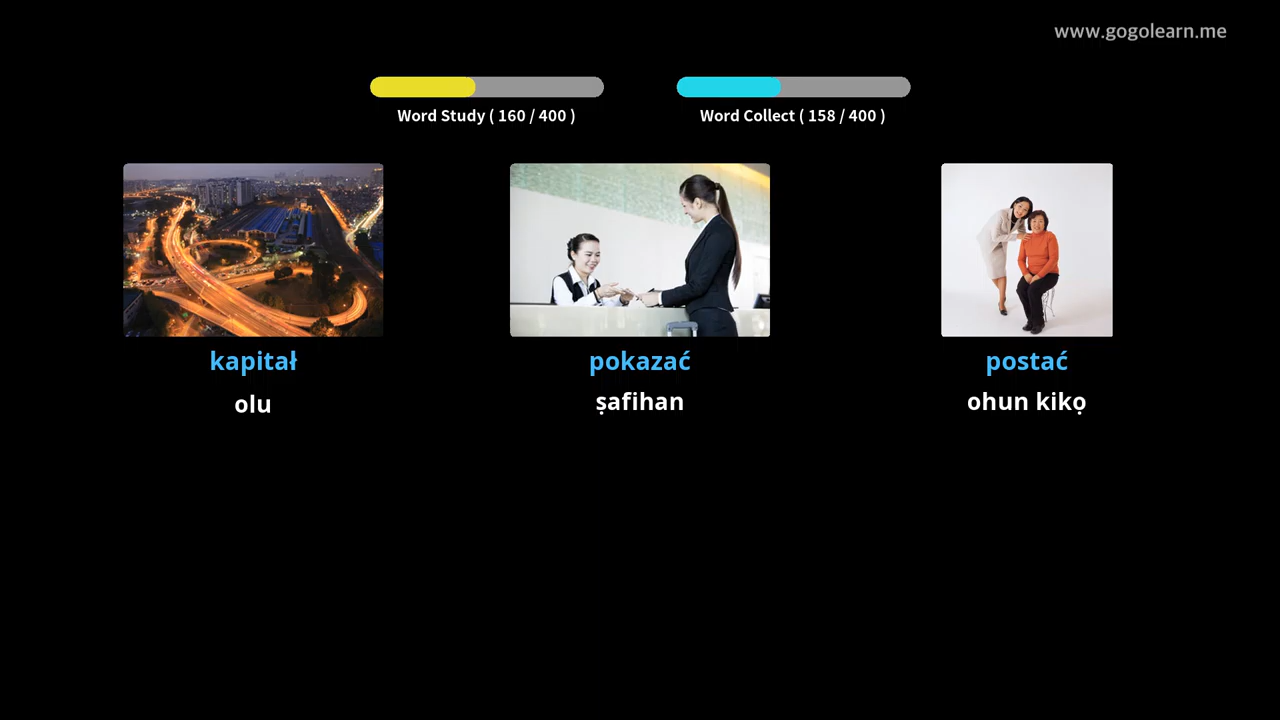 www.gogolearn.me
Word Study ( 160 / 400 )
Word Collect ( 158 / 400 )
kapitał
pokazać
postać
olu
ṣafihan
ohun kikọ